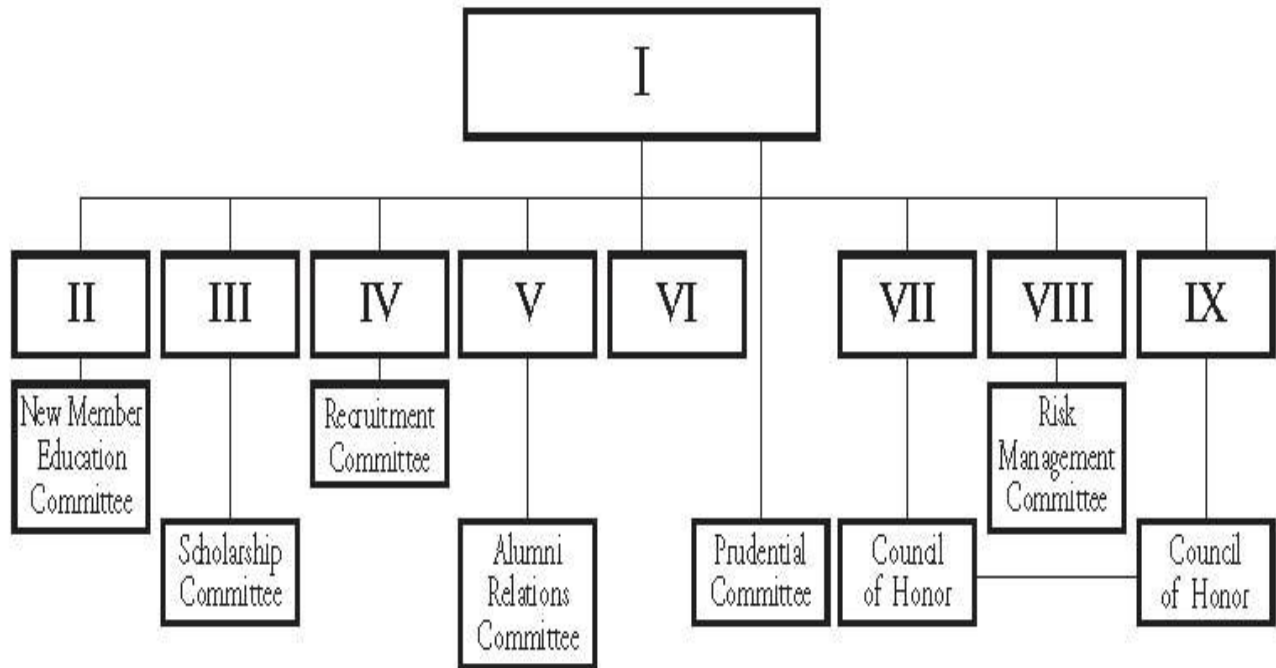 I
II
III
IV
V
VI
VII
VIII
IX
New Member
Education
Committee
Recruitment
Committee
Risk
Management
Committee
Scholarship
Committee
Alumni
Relations
Committee
Prudential
Committee
Council
of Honor
Council
of Honor